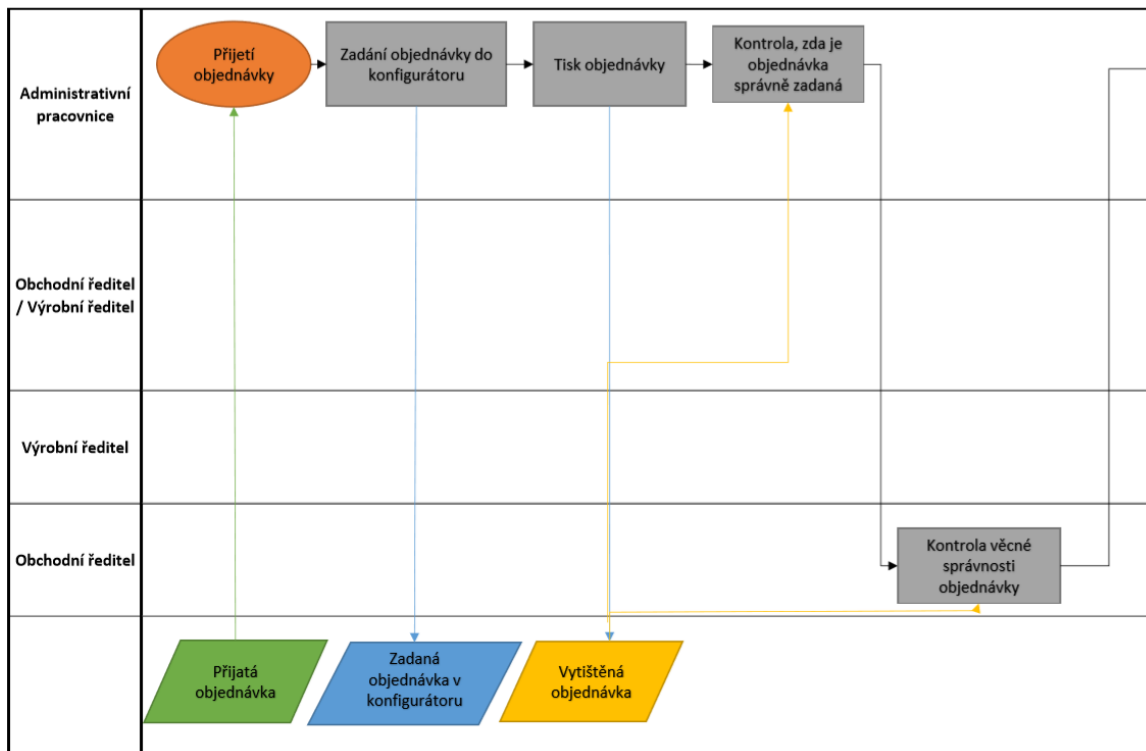 Administrativní
pracovnice
Přijetí
objednávky
Zadání objednávky do
konfigurátoru
Tisk objednávky
Kontrola, zda je
objednávka
správně zadaná
Obchodní ředitel
/ Výrobní ředitel
Výrobní ředitel
Obchodní ředitel
Kontrola věcné
správnosti
objednávky
Přijatá
objednávka
Zadaná
objednávka v
konfigurátoru
Vytištěná
objednávka